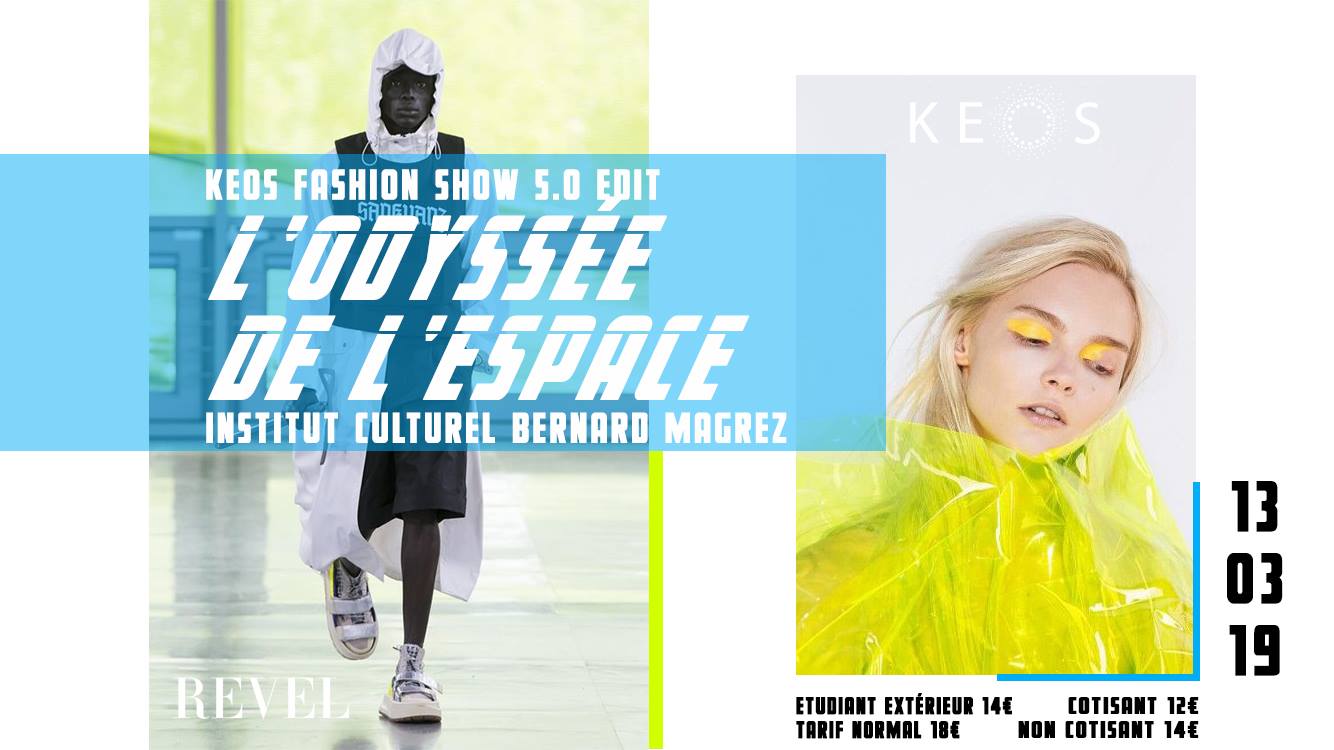 KEOS FASHION SHOW 5.0 EDIT
SANKUANZ
L'ODYSSÉE
DE L'ESPACE
INSTITUT CULTUREL BERNARD MAGREZ
REVEL
KEOS
13
03
19
ETUDIANT EXTÉRIEUR 14€
COTISANT 12€
TARIF NORMAL 18€
NON COTISANT 14€